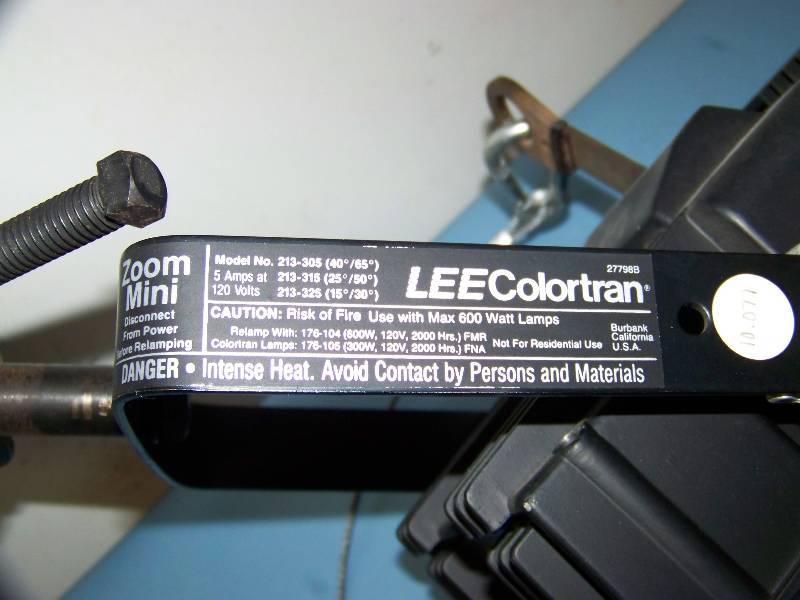 Zoom
Mini
Disconnect
From Power
Before Relamping
Model No. 213-305 (40°/65°)
5 Amps at 213-315 (25°/50°)
120 Volts 213-325 (15°/30°)
LEEColortran®
27798B
CAUTION: Risk of Fire Use with Max 600 Watt Lamps
Relamp With: 176-104 (600W, 120V, 2000 Hrs.) FMR
Colortran Lamps: 176-105 (300W, 120V, 2000 Hrs.) FNA
Not For Residential Use
Burbank
California
U.S.A.
DANGER • Intense Heat. Avoid Contact by Persons and Materials